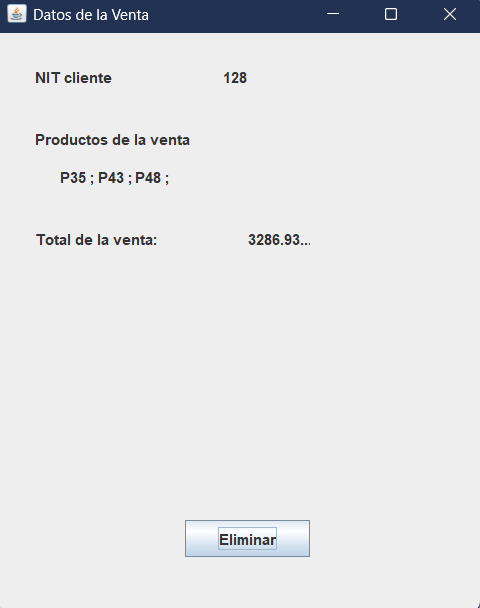 Datos de la Venta
NIT cliente 128
Productos de la venta
P35 ; P43 ; P48 ;
Total de la venta: 3286.93...
Eliminar